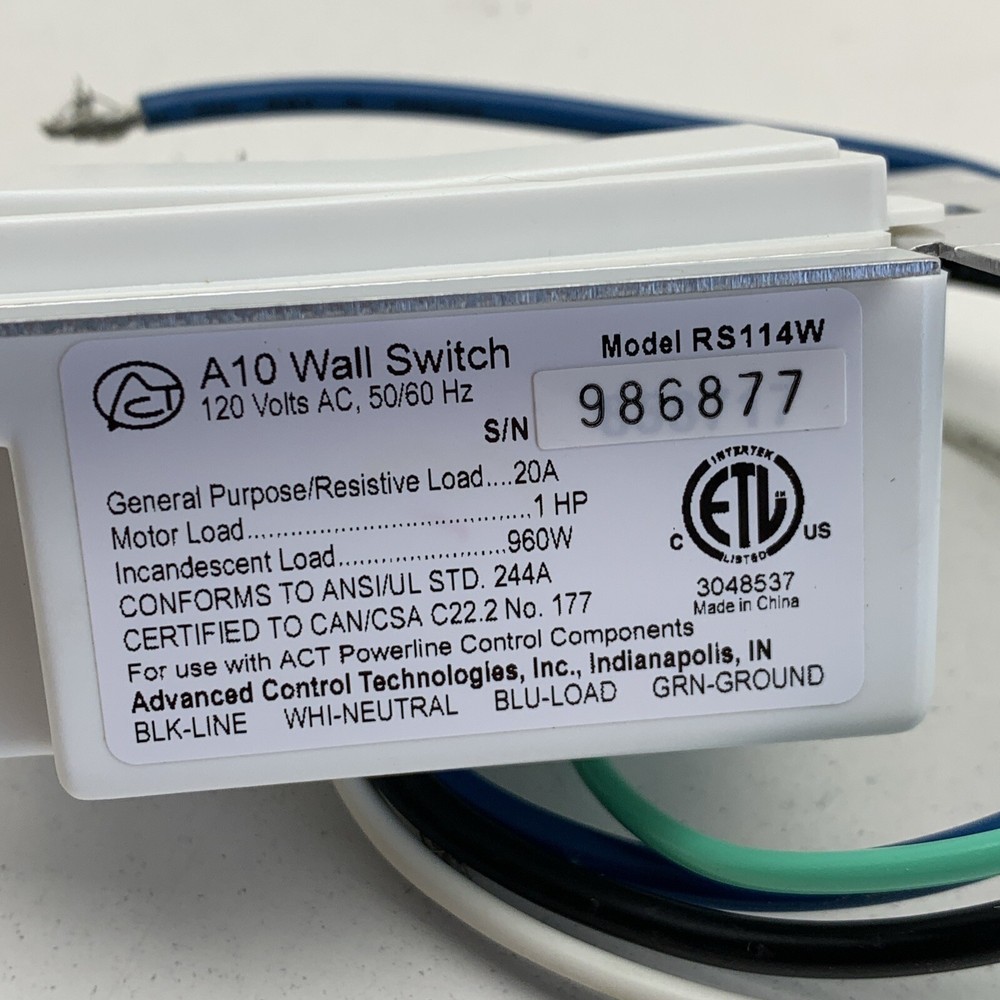 ACT
A10 Wall Switch
Model RS114W
120 Volts AC, 50/60 Hz
S/N 986877
General Purpose/Resistive Load....20A
Motor Load...................................1 HP
Incandescent Load.....................960W
CONFORMS TO ANSI/UL STD. 244A
CERTIFIED TO CAN/CSA C22.2 No. 177
For use with ACT Powerline Control Components
Advanced Control Technologies, Inc., Indianapolis, IN
BLK-LINE WHI-NEUTRAL BLU-LOAD GRN-GROUND
INTERTEK
ETL
C US
LISTED
3048537
Made in China